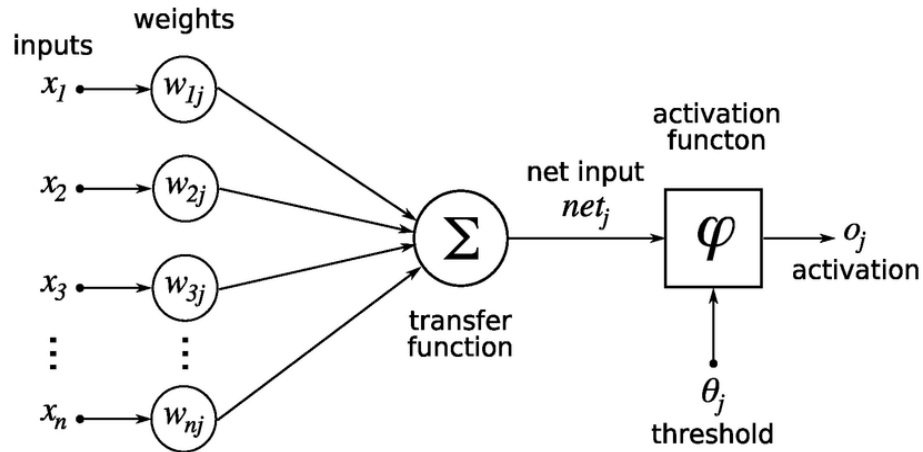 weights
inputs
x1
w1j
x2
w2j
x3
w3j
⋮ ⋮
xn
wnj
Σ
transfer
function
net input
netj
activation
functon
φ
oj
activation
θj
threshold